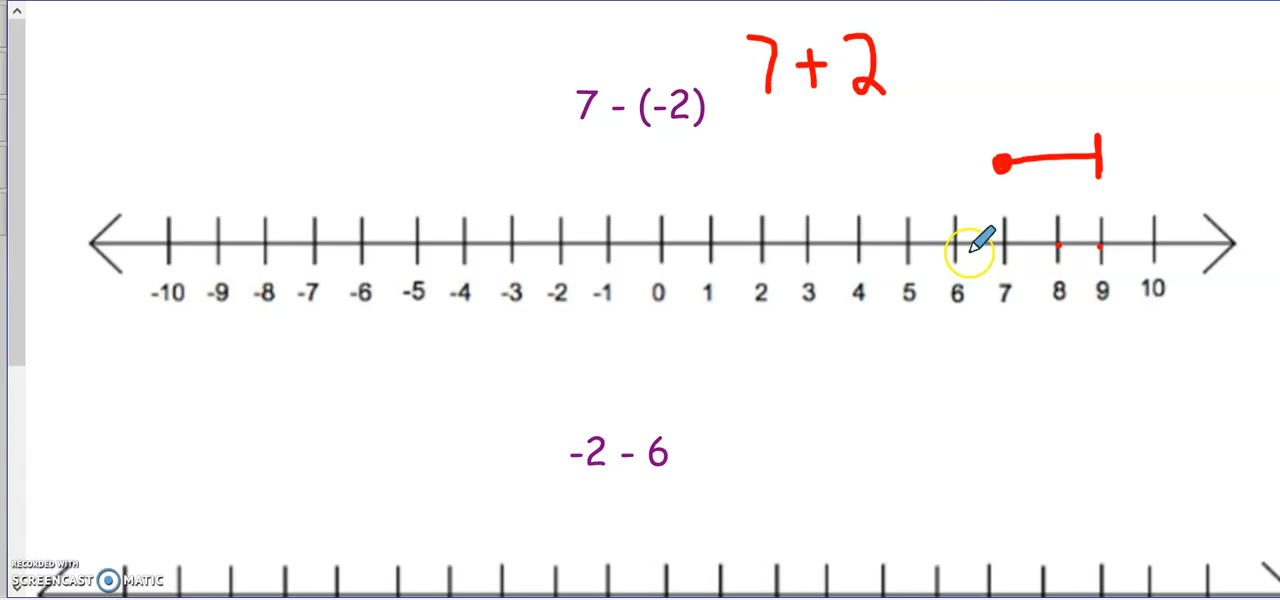 7 + 2
7 - (-2)
-10 -9 -8 -7 -6 -5 -4 -3 -2 -1 0 1 2 3 4 5 6 7 8 9 10
-2 - 6
RECORDED WITH
SCREENCAST MATIC